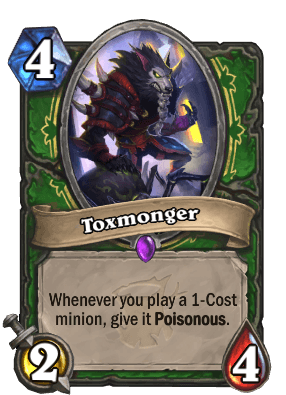 4
Toxmonger
Whenever you play a 1-Cost
minion, give it Poisonous.
2
4